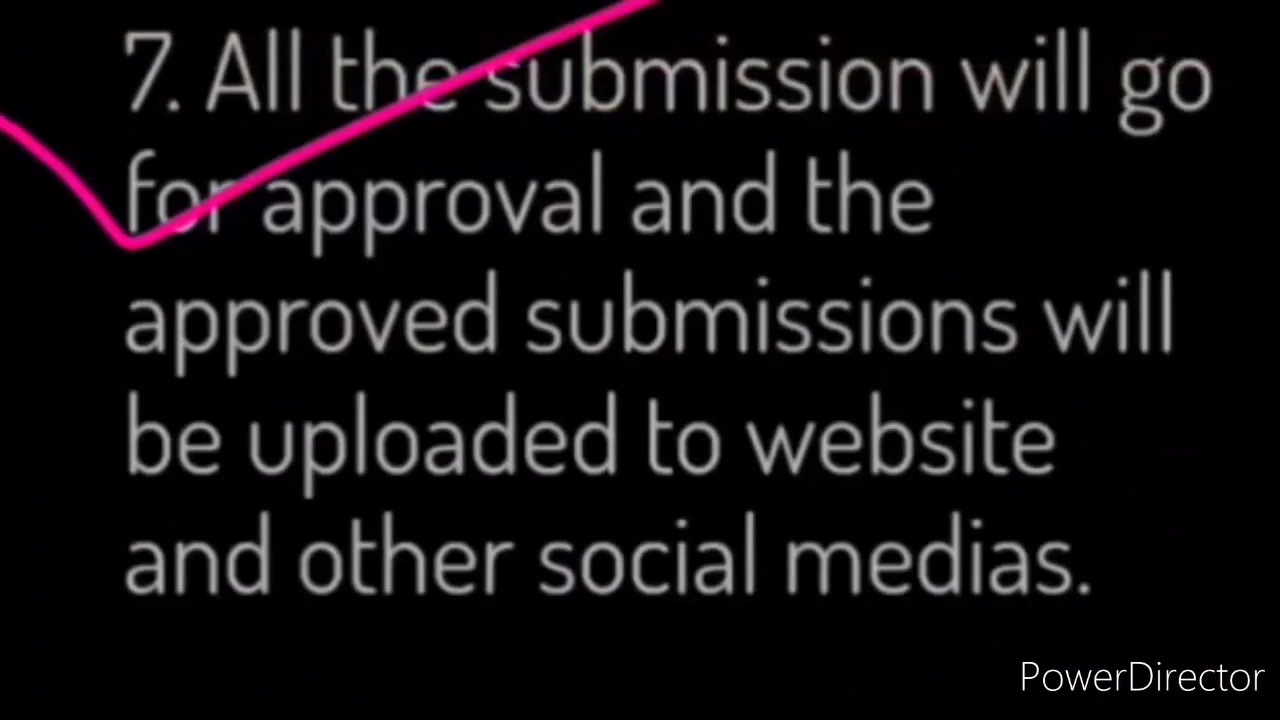 7. All the submission will go
for approval and the
approved submissions will
be uploaded to website
and other social medias.
PowerDirector